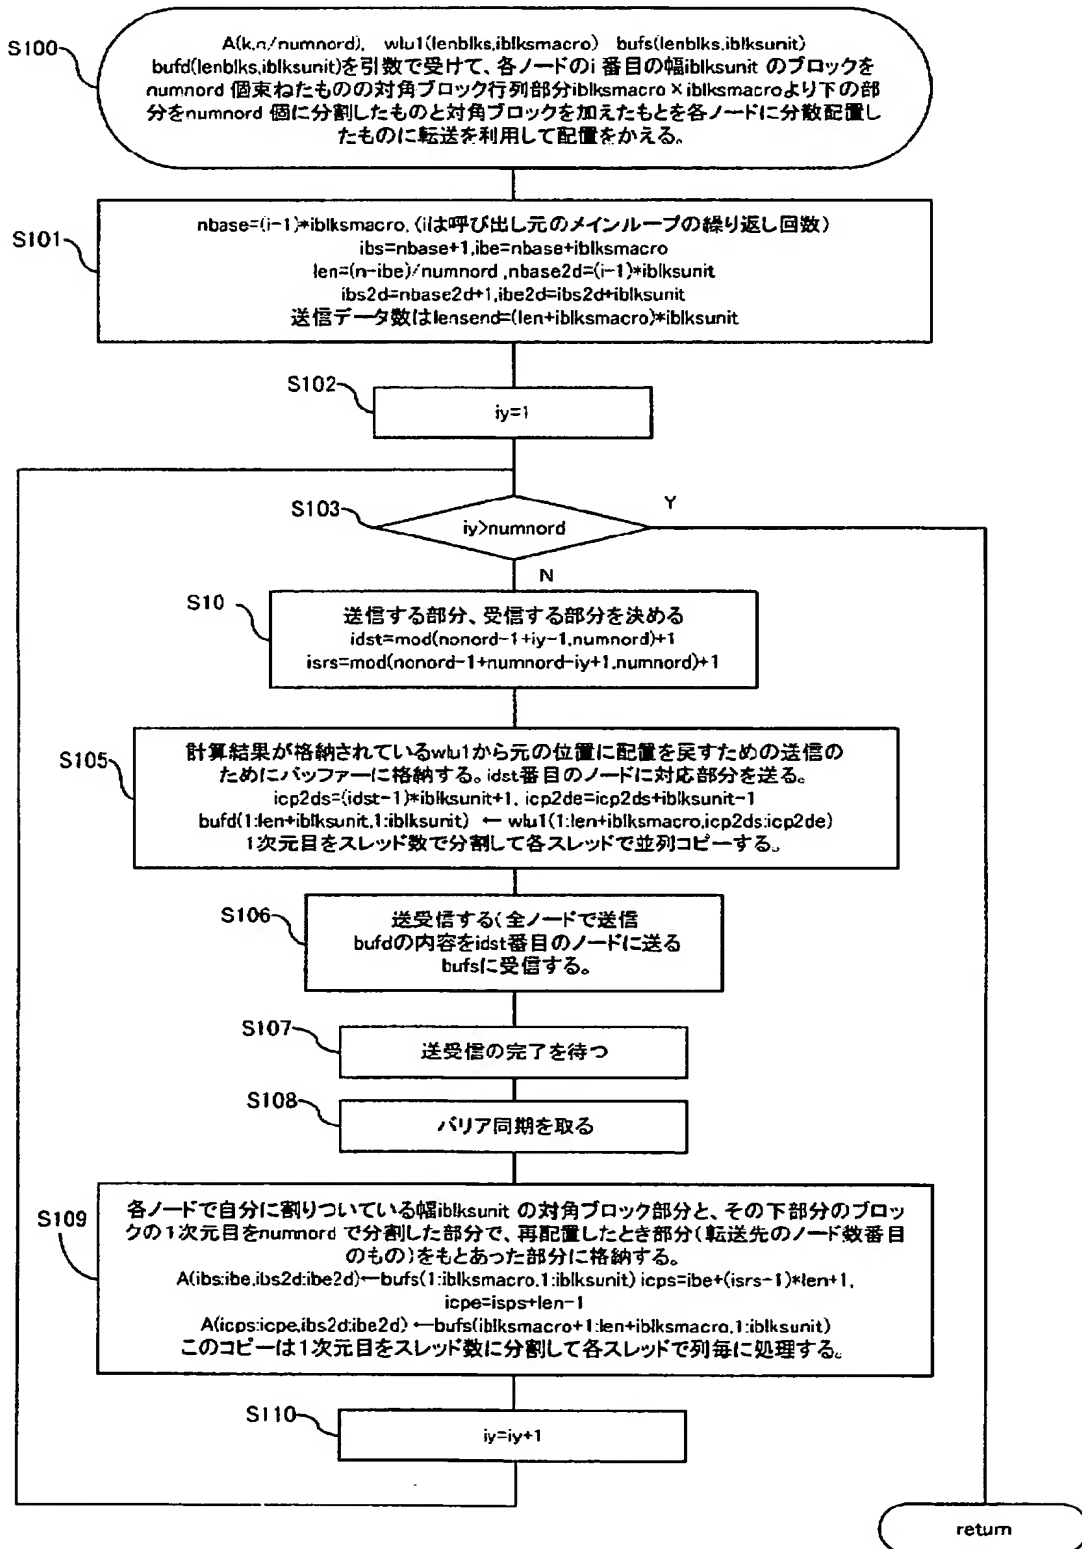 S100
A(k,n/numnord), wlu1(lenblks,iblksmacro) bufs(lenblks,iblksunit)
bufd(lenblks,iblksunit)を引数で受けて、各ノードのi 番目の幅iblksunit のブロックを
numnord 個束ねたものの対角ブロック行列部分iblksmacro×iblksmacroより下の部
分をnumnord 個に分割したものと対角ブロックを加えたもとを各ノードに分散配置し
たものに転送を利用して配置をかえる。
S101
nbase=(i-1)*iblksmacro, (iは呼び出し元のメインループの繰り返し回数)
ibs=nbase+1,ibe=nbase+iblksmacro
len=(n-ibe)/numnord ,nbase2d=(i-1)*iblksunit
ibs2d=nbase2d+1,ibe2d=ibs2d+iblksunit
送信データ数はlensend=(len+iblksmacro)*iblksunit
S102
iy=1
S103
iy>numnord
Y
N
S10
送信する部分、受信する部分を決める
idst=mod(nonord-1+iy-1,numnord)+1
isrs=mod(nonord-1+numnord-iy+1,numnord)+1
S105
計算結果が格納されているwlu1から元の位置に配置を戻すための送信の
ためにバッファーに格納する。idst番目のノードに対応部分を送る。
icp2ds=(idst-1)*iblksunit+1, icp2de=icp2ds+iblksunit-1
bufd(1:len+iblksunit,1:iblksunit) ← wlu1(1:len+iblksmacro,icp2ds:icp2de)
1次元目をスレッド数で分割して各スレッドで並列コピーする。
S106
送受信する(全ノードで送信
bufdの内容をidst番目のノードに送る
bufsに受信する。
S107
送受信の完了を待つ
S108
バリア同期を取る
S109
各ノードで自分に割りついている幅iblksunit の対角ブロック部分と、その下部分のブロッ
クの1次元目をnumnord で分割した部分で、再配置したとき部分(転送先のノード数番目
のもの)をもとあった部分に格納する。
A(ibs:ibe,ibs2d:ibe2d)←bufs(1:iblksmacro,1:iblksunit) icps=ibe+(isrs-1)*len+1,
icpe=isps+len-1
A(icps:icpe,ibs2d:ibe2d) ←bufs(iblksmacro+1:len+iblksmacro,1:iblksunit)
このコピーは1次元目をスレッド数に分割して各スレッドで列毎に処理する。
S110
iy=iy+1
return